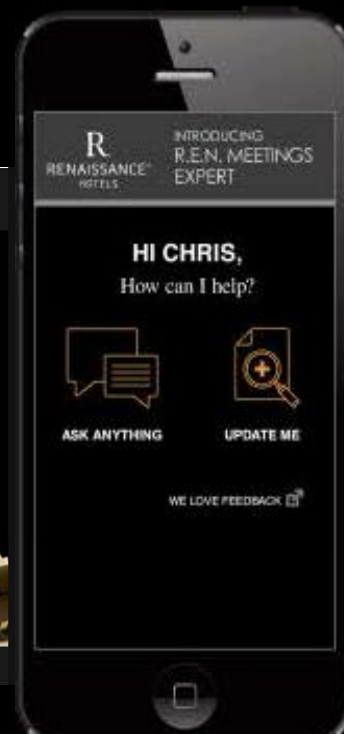 R
RENAISSANCE®
HOTELS
INTRODUCING
R.E.N. MEETINGS
EXPERT
HI CHRIS,
How can I help?
ASK ANYTHING
UPDATE ME
WE LOVE FEEDBACK